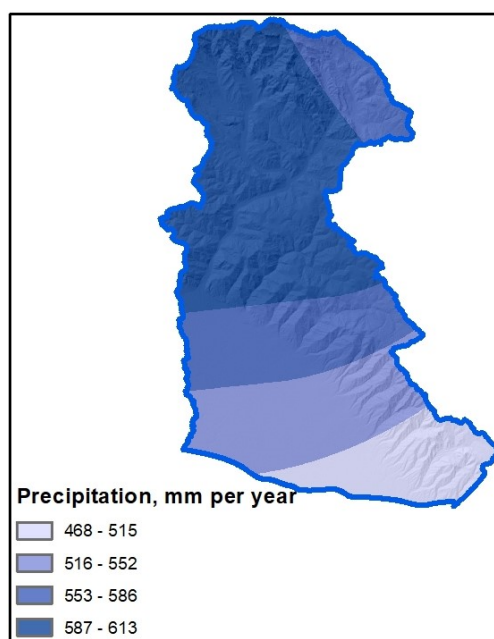 Precipitation, mm per year
468 - 515
516 - 552
553 - 586
587 - 613